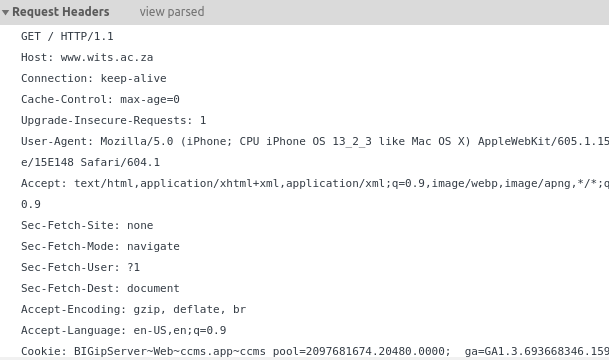 Request Headers view parsed
GET / HTTP/1.1
Host: www.wits.ac.za
Connection: keep-alive
Cache-Control: max-age=0
Upgrade-Insecure-Requests: 1
User-Agent: Mozilla/5.0 (iPhone; CPU iPhone OS 13_2_3 like Mac OS X) AppleWebKit/605.1.15
e/15E148 Safari/604.1
Accept: text/html,application/xhtml+xml,application/xml;q=0.9,image/webp,image/apng,*/*;q
0.9
Sec-Fetch-Site: none
Sec-Fetch-Mode: navigate
Sec-Fetch-User: ?1
Sec-Fetch-Dest: document
Accept-Encoding: gzip, deflate, br
Accept-Language: en-US,en;q=0.9
Cookie: BIGipServer~Web~ccms.app~ccms_pool=2097681674.20480.0000; _ga=GA1.3.693668346.159